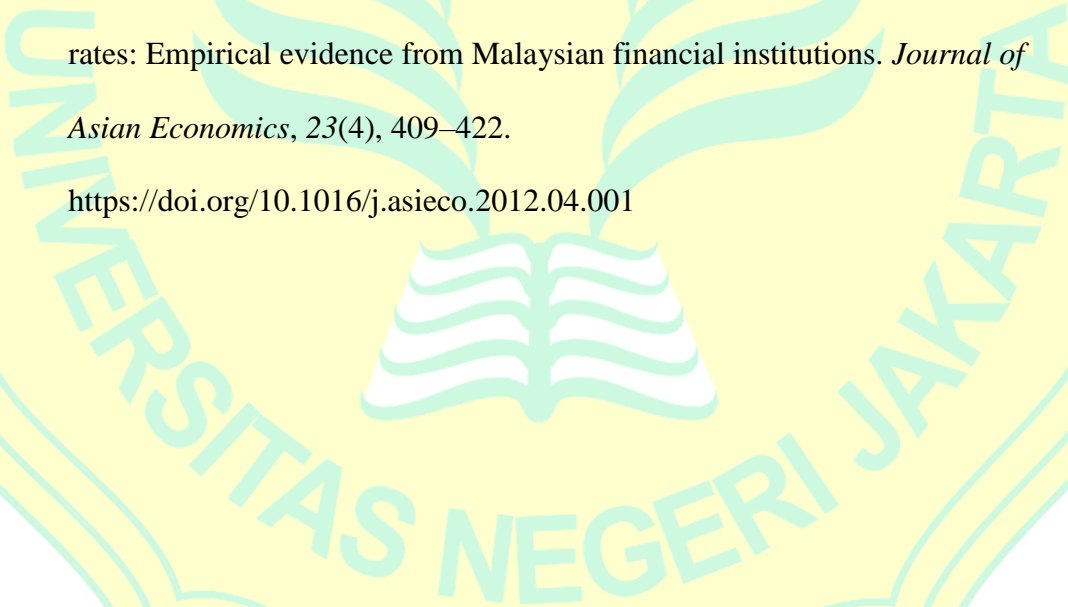 rates: Empirical evidence from Malaysian financial institutions. Journal of
Asian Economics, 23(4), 409–422.
https://doi.org/10.1016/j.asieco.2012.04.001
UNIVERSITAS NEGERI JAKARTA